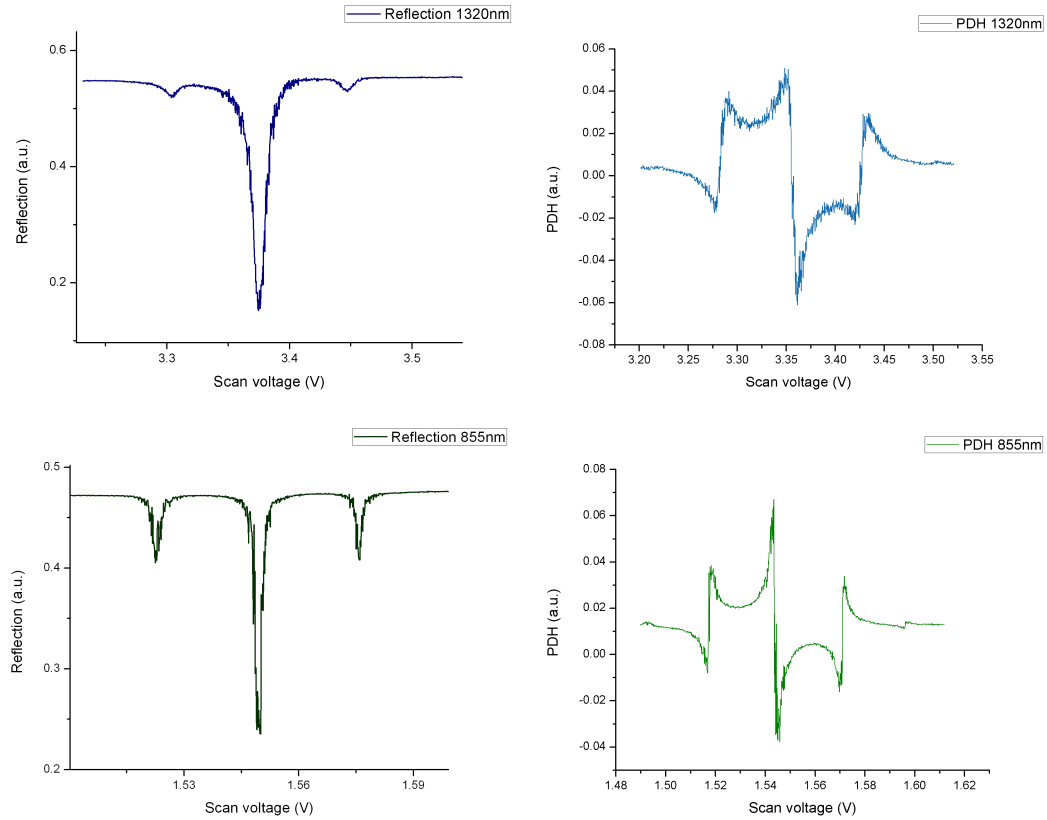 Reflection 1320nm
0.6
0.4
0.2
Reflection (a.u.)
3.3 3.4 3.5
Scan voltage (V)
PDH 1320nm
0.06
0.04
0.02
0.00
-0.02
-0.04
-0.06
-0.08
PDH (a.u.)
3.20 3.25 3.30 3.35 3.40 3.45 3.50 3.55
Scan voltage (V)
Reflection 855nm
0.5
0.4
0.3
0.2
Reflection (a.u.)
1.53 1.56 1.59
Scan voltage (V)
PDH 855nm
0.08
0.06
0.04
0.02
0.00
-0.02
-0.04
PDH (a.u.)
1.48 1.50 1.52 1.54 1.56 1.58 1.60 1.62
Scan voltage (V)